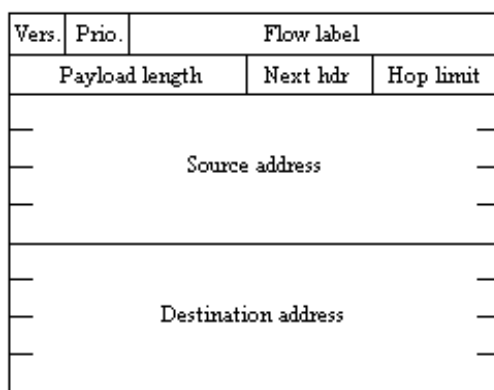 Vers. Prio. Flow label
Payload length Next hdr Hop limit
Source address
Destination address